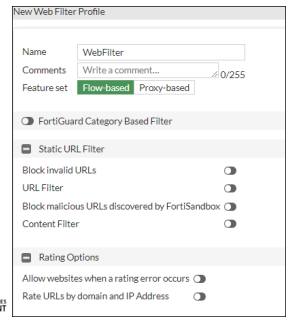 New Web Filter Profile
Name WebFilter
Comments Write a comment... 0/255
Feature set Flow-based Proxy-based
FortiGuard Category Based Filter
Static URL Filter
Block invalid URLs
URL Filter
Block malicious URLs discovered by FortiSandbox
Content Filter
Rating Options
Allow websites when a rating error occurs
Rate URLs by domain and IP Address